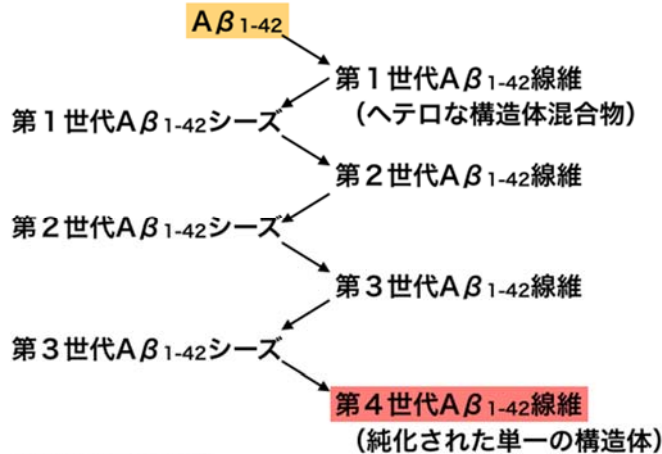 Aβ1-42
第1世代Aβ1-42線維
(ヘテロな構造体混合物)
第1世代Aβ1-42シーズ
第2世代Aβ1-42線維
第2世代Aβ1-42シーズ
第3世代Aβ1-42線維
第3世代Aβ1-42シーズ
第4世代Aβ1-42線維
(純化された単一の構造体)